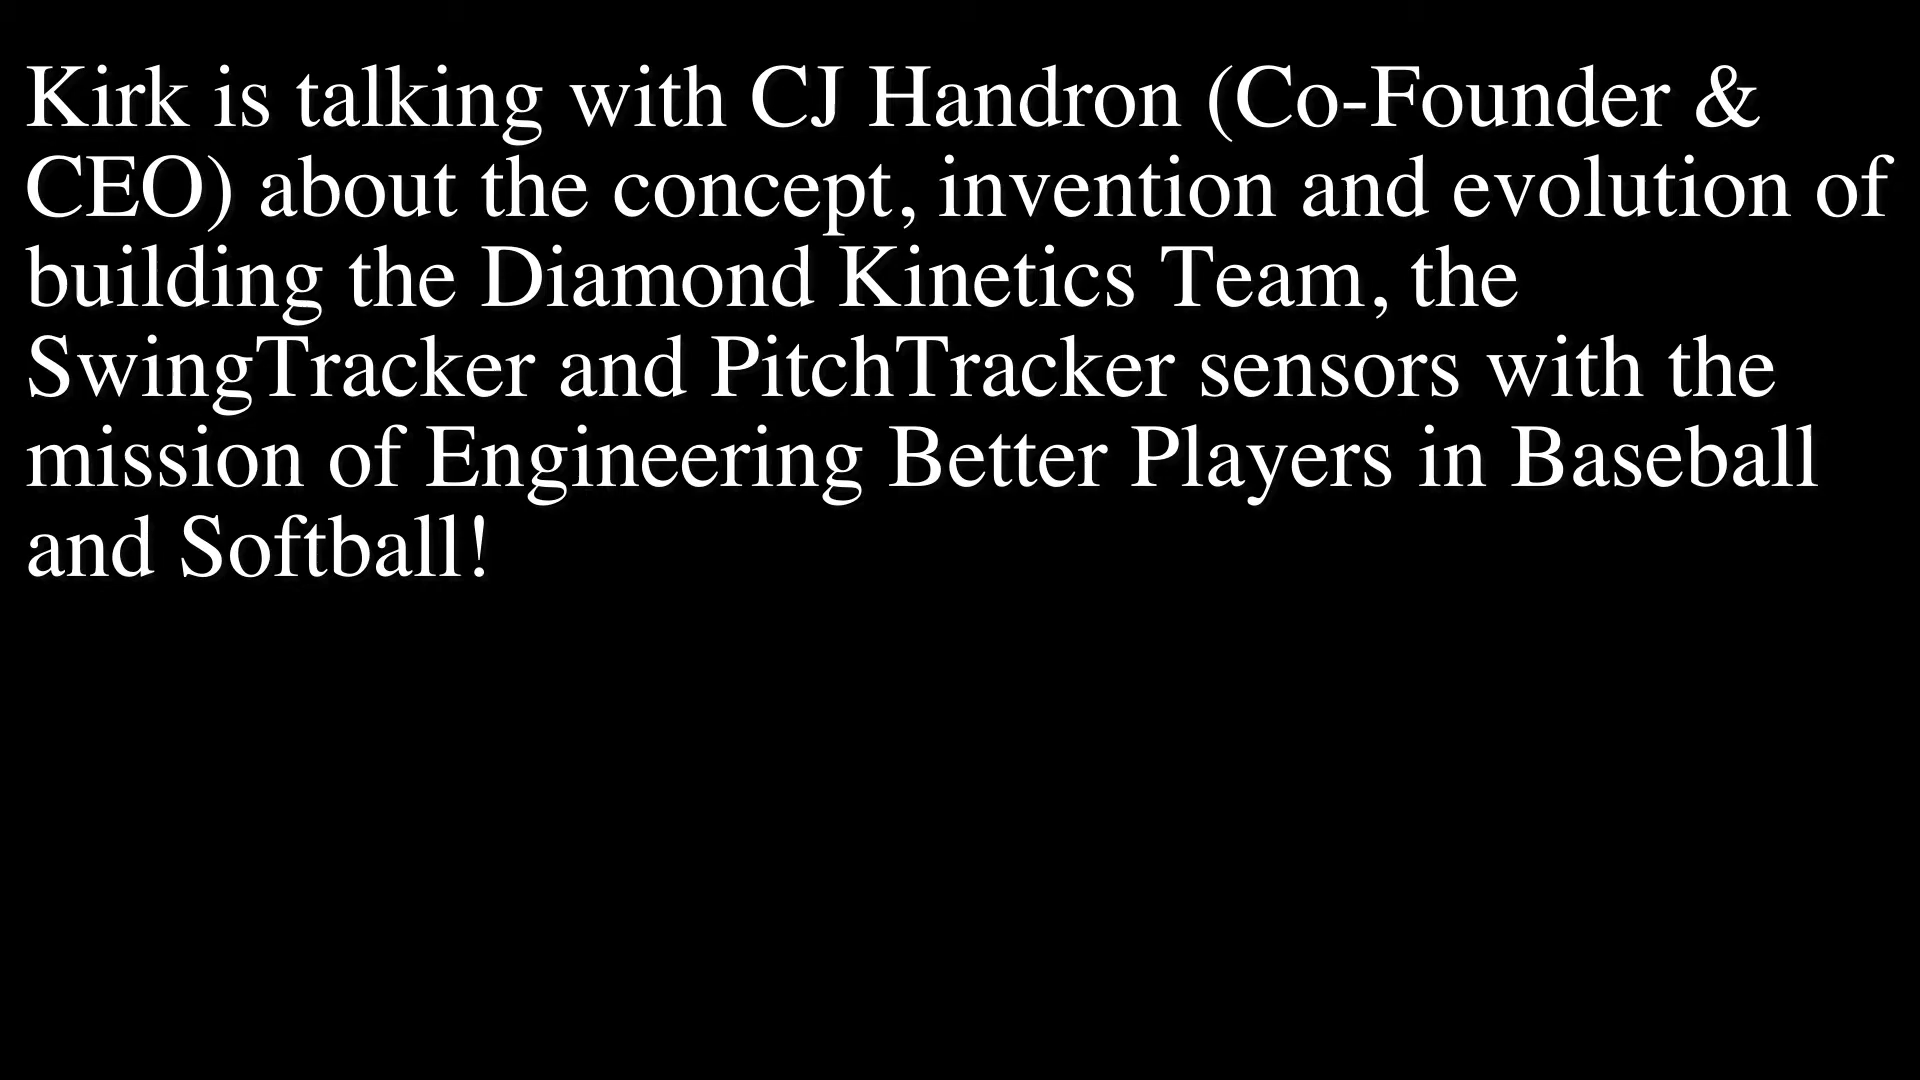 Kirk is talking with CJ Handron (Co-Founder &
CEO) about the concept, invention and evolution of
building the Diamond Kinetics Team, the
SwingTracker and PitchTracker sensors with the
mission of Engineering Better Players in Baseball
and Softball!